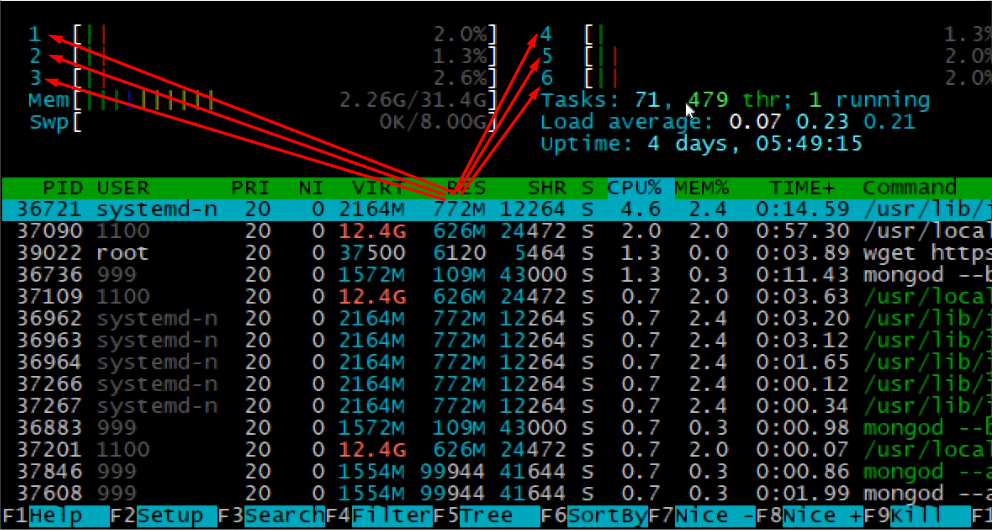 1 [|| 2.0%] 4 [| 1.3%
2 [|| 1.3%] 5 [|| 2.0%
3 [|| 2.6%] 6 [|| 2.0%
Mem[||||||||||| 2.26G/31.4G] Tasks: 71, 479 thr; 1 running
Swp[ 0K/8.00G] Load average: 0.07 0.23 0.21
Uptime: 4 days, 05:49:15
PID USER PRI NI VIRT RES SHR S CPU% MEM% TIME+ Command
36721 systemd-n 20 0 2164M 772M 12264 S 4.6 2.4 0:14.59 /usr/lib/j
37090 1100 20 0 12.4G 626M 24472 S 2.0 2.0 0:57.30 /usr/local
39022 root 20 0 37500 6120 5464 S 1.3 0.0 0:03.89 wget https
36736 999 20 0 1572M 109M 43000 S 1.3 0.3 0:11.43 mongod --b
37109 1100 20 0 12.4G 626M 24472 S 0.7 2.0 0:03.63 /usr/local
36962 systemd-n 20 0 2164M 772M 12264 S 0.7 2.4 0:03.20 /usr/lib/j
36963 systemd-n 20 0 2164M 772M 12264 S 0.7 2.4 0:03.12 /usr/lib/j
36964 systemd-n 20 0 2164M 772M 12264 S 0.7 2.4 0:01.65 /usr/lib/j
37266 systemd-n 20 0 2164M 772M 12264 S 0.7 2.4 0:00.12 /usr/lib/j
37267 systemd-n 20 0 2164M 772M 12264 S 0.7 2.4 0:00.34 /usr/lib/j
36883 999 20 0 1572M 109M 43000 S 0.7 0.3 0:00.98 mongod --b
37201 1100 20 0 12.4G 626M 24472 S 0.7 2.0 0:00.07 /usr/local
37846 999 20 0 1554M 99944 41644 S 0.7 0.3 0:00.86 mongod --a
37608 999 20 0 1554M 99944 41644 S 0.7 0.3 0:01.99 mongod --a
F1Help F2Setup F3SearchF4FilterF5Tree F6SortByF7Nice -F8Nice +F9Kill F1